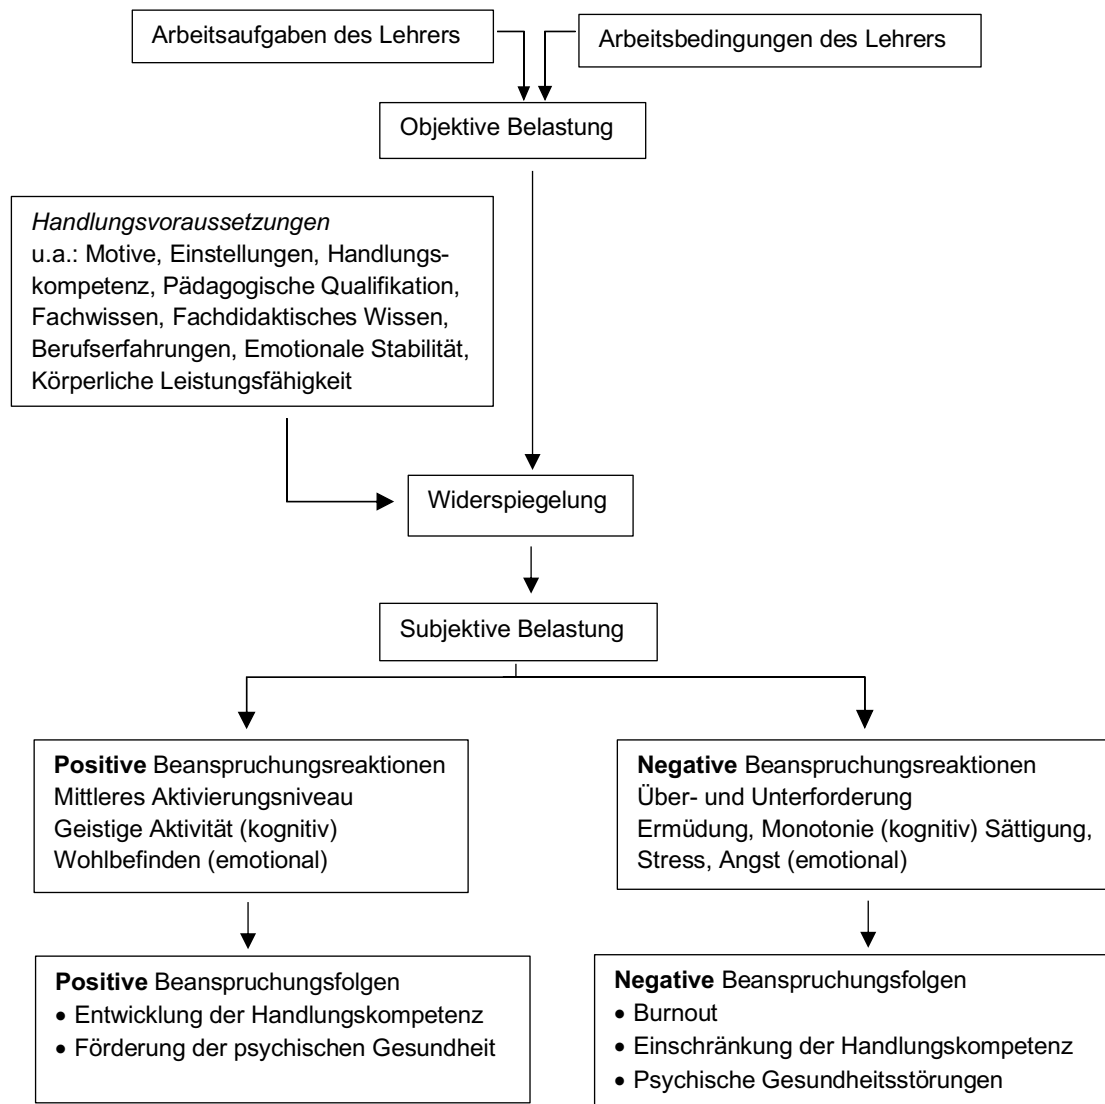 Arbeitsaufgaben des Lehrers
Arbeitsbedingungen des Lehrers
Objektive Belastung
Handlungsvoraussetzungen
u.a.: Motive, Einstellungen, Handlungs-
kompetenz, Pädagogische Qualifikation,
Fachwissen, Fachdidaktisches Wissen,
Berufserfahrungen, Emotionale Stabilität,
Körperliche Leistungsfähigkeit
Widerspiegelung
Subjektive Belastung
Positive Beanspruchungsreaktionen
Mittleres Aktivierungsniveau
Geistige Aktivität (kognitiv)
Wohlbefinden (emotional)
Negative Beanspruchungsreaktionen
Über- und Unterforderung
Ermüdung, Monotonie (kognitiv) Sättigung,
Stress, Angst (emotional)
Positive Beanspruchungsfolgen
• Entwicklung der Handlungskompetenz
• Förderung der psychischen Gesundheit
Negative Beanspruchungsfolgen
• Burnout
• Einschränkung der Handlungskompetenz
• Psychische Gesundheitsstörungen